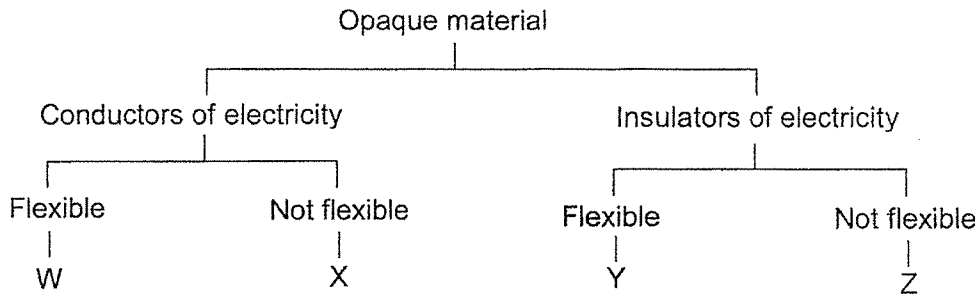 Opaque material
Conductors of electricity
Insulators of electricity
Flexible
Not flexible
Flexible
Not flexible
W
X
Y
Z